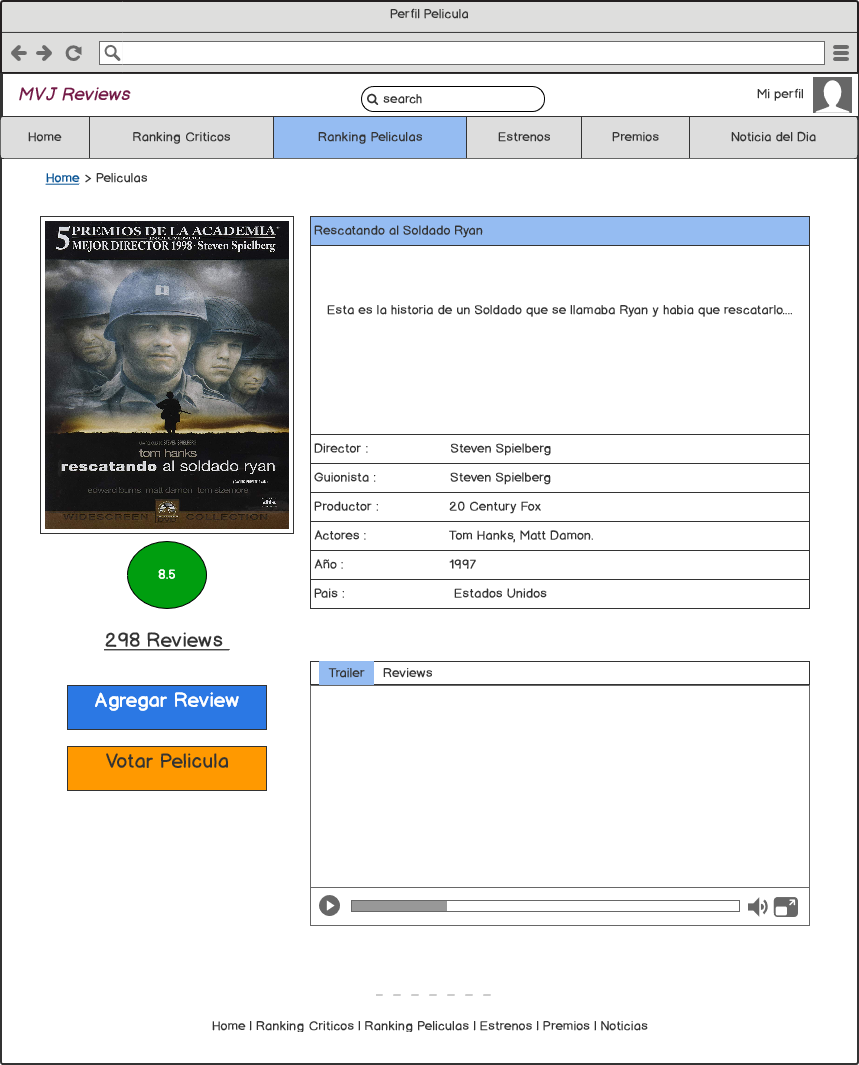 Perfil Pelicula
MVJ Reviews
search
Mi perfil
Home
Ranking Criticos
Ranking Peliculas
Estrenos
Premios
Noticia del Dia
Home > Peliculas
5 PREMIOS DE LA ACADEMIA
INCLUYENDO
MEJOR DIRECTOR 1998 · Steven Spielberg
tom hanks
rescatando al soldado ryan
edward burns matt damon tom sizemore
WIDESCREEN COLLECTION
8.5
298 Reviews
Agregar Review
Votar Pelicula
Rescatando al Soldado Ryan
Esta es la historia de un Soldado que se llamaba Ryan y habia que rescatarlo....
Director : Steven Spielberg
Guionista : Steven Spielberg
Productor : 20 Century Fox
Actores : Tom Hanks, Matt Damon.
Año : 1997
Pais : Estados Unidos
Trailer Reviews
Home | Ranking Criticos | Ranking Peliculas | Estrenos | Premios | Noticias